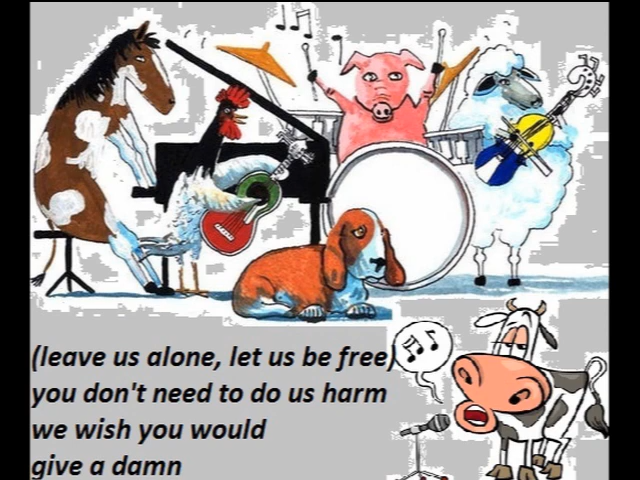 (leave us alone, let us be free)
you don't need to do us harm
we wish you would
give a damn